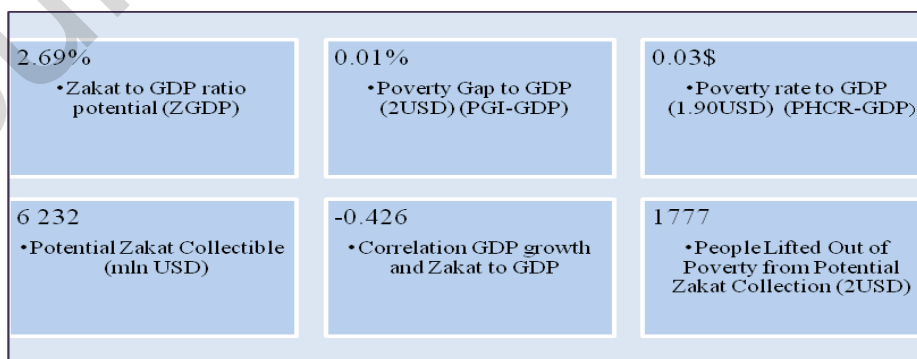 2.69%
•Zakat to GDP ratio
potential (ZGDP)
0.01%
•Poverty Gap to GDP
(2USD) (PGI-GDP)
0.03$
•Poverty rate to GDP
(1.90USD) (PHCR-GDP)
6 232
•Potential Zakat Collectible
(mln USD)
-0.426
•Correlation GDP growth
and Zakat to GDP
1777
•People Lifted Out of
Poverty from Potential
Zakat Collection (2USD)